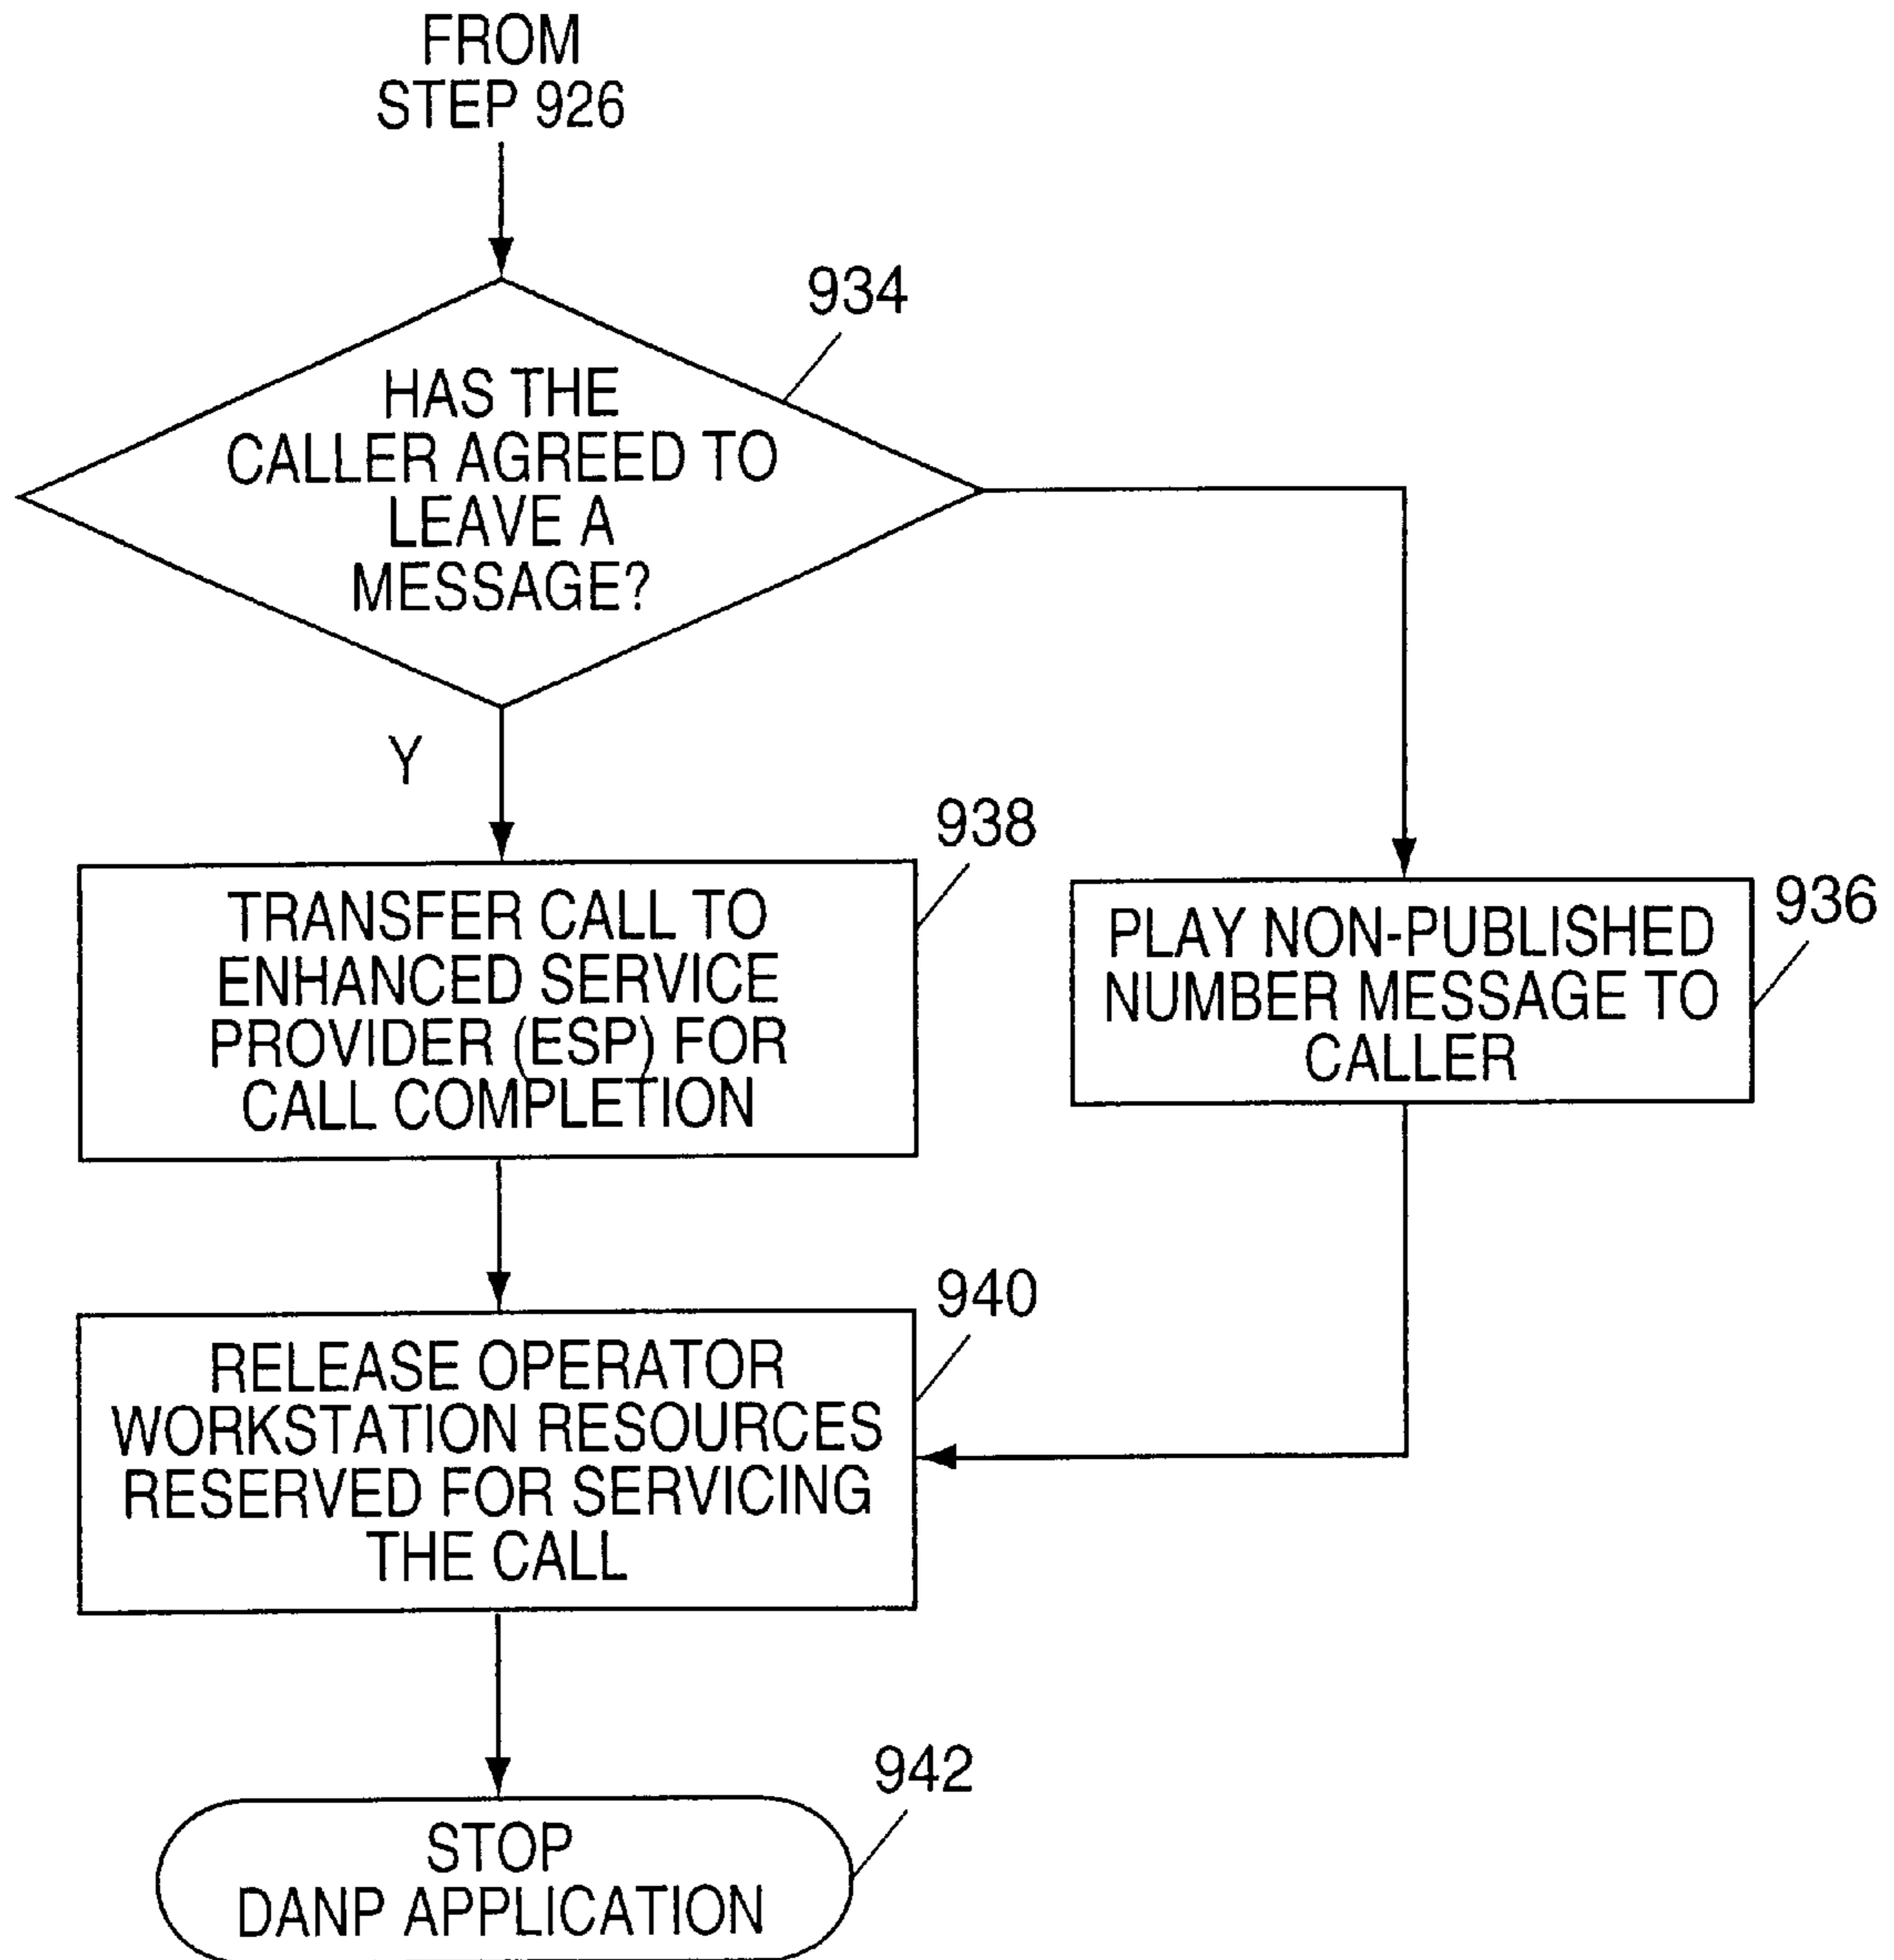 FROM
STEP 926
934
HAS THE
CALLER AGREED TO
LEAVE A
MESSAGE?
Y
938
TRANSFER CALL TO
ENHANCED SERVICE
PROVIDER (ESP) FOR
CALL COMPLETION
936
PLAY NON-PUBLISHED
NUMBER MESSAGE TO
CALLER
940
RELEASE OPERATOR
WORKSTATION RESOURCES
RESERVED FOR SERVICING
THE CALL
942
STOP
DANP APPLICATION